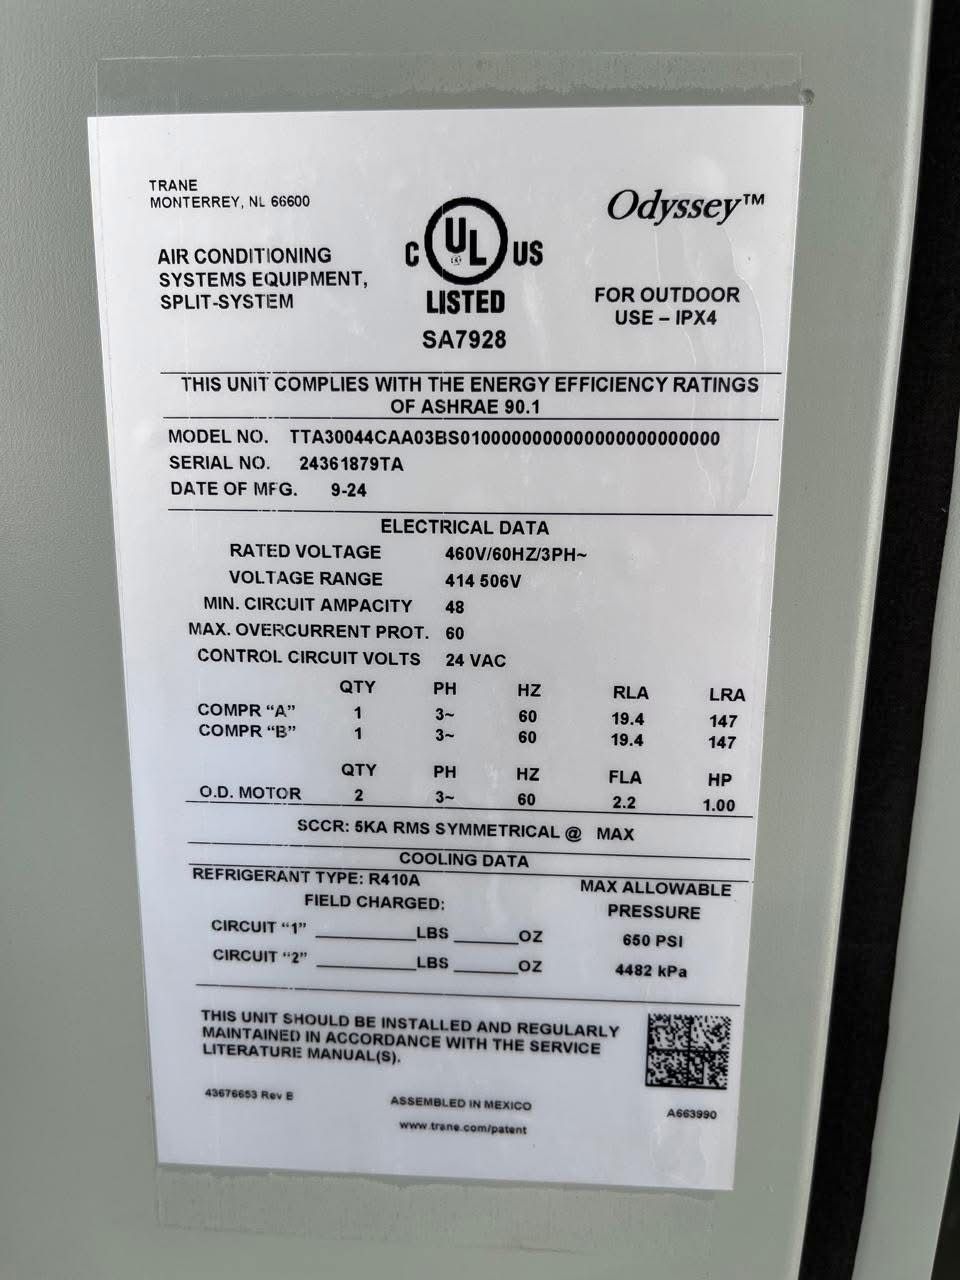 TRANE
MONTERREY, NL 66600
Odyssey™
AIR CONDITIONING
SYSTEMS EQUIPMENT,
SPLIT-SYSTEM
C UL US
LISTED
SA7928
FOR OUTDOOR
USE – IPX4
THIS UNIT COMPLIES WITH THE ENERGY EFFICIENCY RATINGS
OF ASHRAE 90.1
MODEL NO. TTA30044CAA03BS0100000000000000000000000
SERIAL NO. 24361879TA
DATE OF MFG. 9-24
ELECTRICAL DATA
RATED VOLTAGE 460V/60HZ/3PH~
VOLTAGE RANGE 414 506V
MIN. CIRCUIT AMPACITY 48
MAX. OVERCURRENT PROT. 60
CONTROL CIRCUIT VOLTS 24 VAC
QTY PH HZ RLA LRA
COMPR “A” 1 3~ 60 19.4 147
COMPR “B” 1 3~ 60 19.4 147
QTY PH HZ FLA HP
O.D. MOTOR 2 3~ 60 2.2 1.00
SCCR: 5KA RMS SYMMETRICAL @ MAX
COOLING DATA
REFRIGERANT TYPE: R410A
FIELD CHARGED:
MAX ALLOWABLE
PRESSURE
CIRCUIT “1” ________LBS _____OZ
650 PSI
CIRCUIT “2” ________LBS _____OZ
4482 kPa
THIS UNIT SHOULD BE INSTALLED AND REGULARLY
MAINTAINED IN ACCORDANCE WITH THE SERVICE
LITERATURE MANUAL(S).
43676653 Rev E
ASSEMBLED IN MEXICO
www.trane.com/patent
A663990